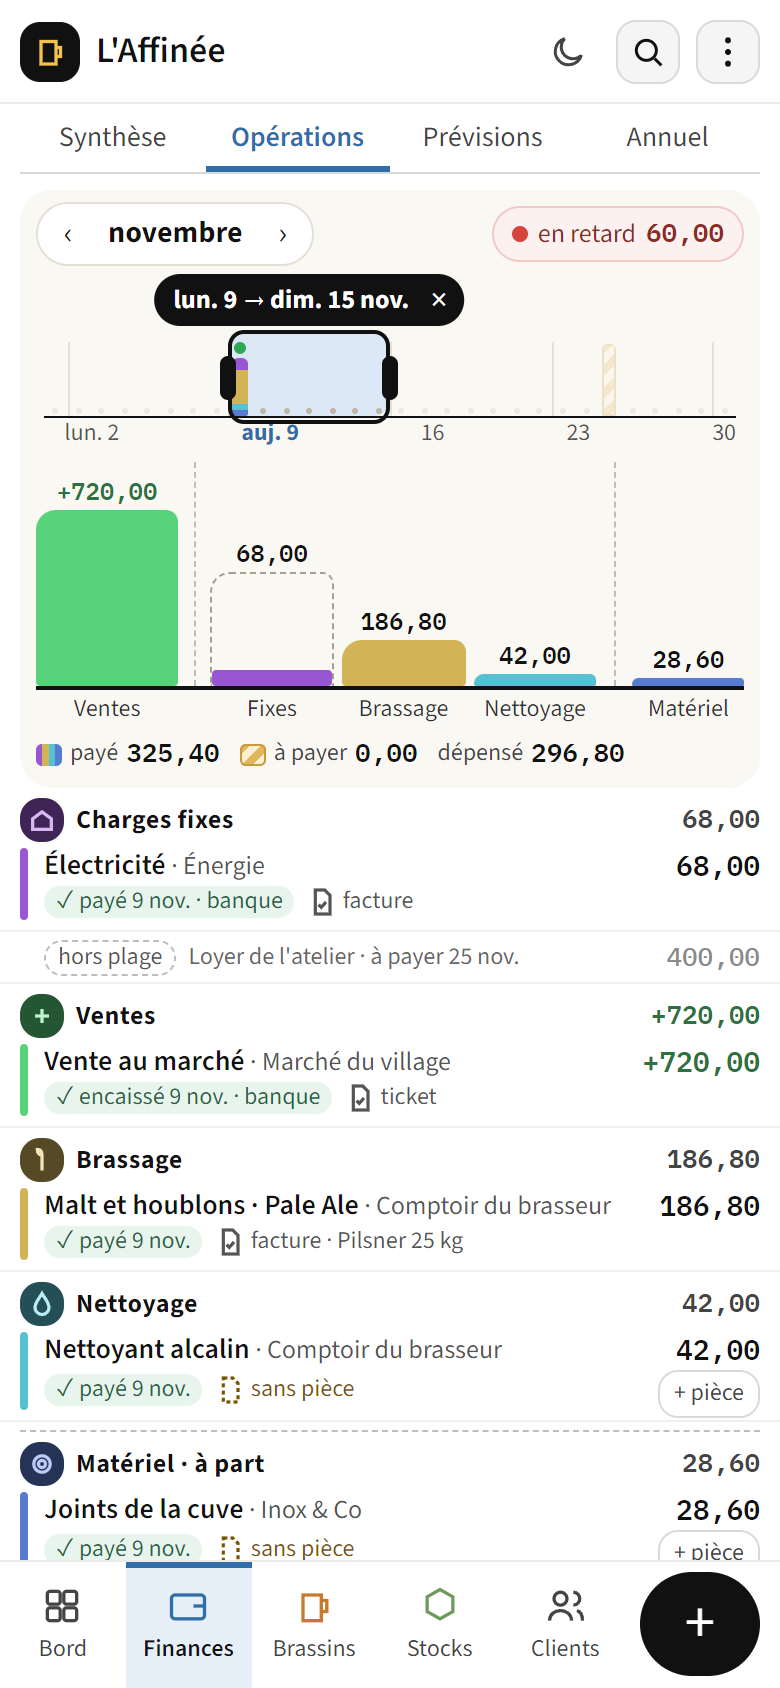 L'Affinée
Synthèse Opérations Prévisions Annuel
‹ novembre › en retard 60,00
lun. 9 → dim. 15 nov. ×
lun. 2 auj. 9 16 23 30
+720,00
68,00
186,80
42,00
28,60
Ventes Fixes Brassage Nettoyage Matériel
payé 325,40 à payer 0,00 dépensé 296,80
Charges fixes 68,00
Électricité · Énergie 68,00
✓ payé 9 nov. · banque facture
hors plage Loyer de l'atelier · à payer 25 nov. 400,00
Ventes +720,00
Vente au marché · Marché du village +720,00
✓ encaissé 9 nov. · banque ticket
Brassage 186,80
Malt et houblons · Pale Ale · Comptoir du brasseur 186,80
✓ payé 9 nov. facture · Pilsner 25 kg
Nettoyage 42,00
Nettoyant alcalin · Comptoir du brasseur 42,00
✓ payé 9 nov. sans pièce + pièce
Matériel · à part 28,60
Joints de la cuve · Inox & Co 28,60
✓ payé 9 nov. sans pièce + pièce
Bord Finances Brassins Stocks Clients +